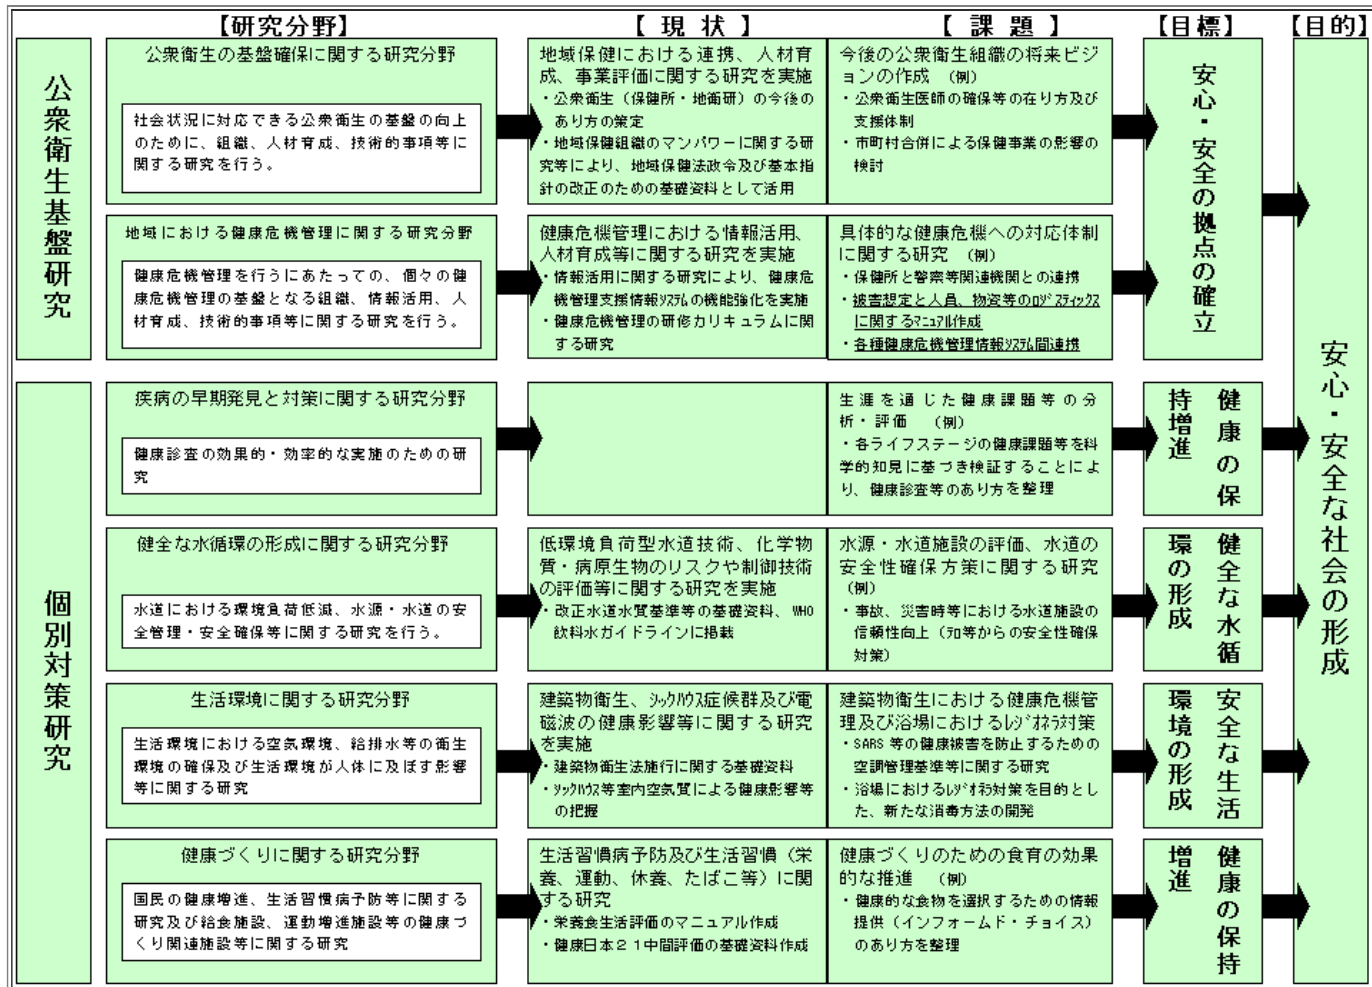 【研究分野】
【 現 状 】
【 課 題 】
【目標】
【目的】
公衆衛生基盤研究
公衆衛生の基盤確保に関する研究分野
社会状況に対応できる公衆衛生の基盤の向上
のために、組織、人材育成、技術的事項等に
関する研究を行う。
地域保健における連携、人材育
成、事業評価に関する研究を実施
・公衆衛生（保健所・地衛研）の今後の
あり方の策定
・地域保健組織のマンパワーに関する研
究等により、地域保健法政令及び基本指
針の改正のための基礎資料として活用
今後の公衆衛生組織の将来ビジ
ョンの作成 （例）
・公衆衛生医師の確保等の在り方及び
支援体制
・市町村合併による保健事業の影響の
検討
安心・安全の拠点の確立
地域における健康危機管理に関する研究分野
健康危機管理を行うにあたっての、個々の健
康危機管理の基盤となる組織、情報活用、人
材育成、技術的事項等に関する研究を行う。
健康危機管理における情報活用、
人材育成等に関する研究を実施
・情報活用に関する研究により、健康危
機管理支援情報ｼｽﾃﾑの機能強化を実施
・健康危機管理の研修カリキュラムに関
する研究
具体的な健康危機への対応体制
に関する研究 （例）
・保健所と警察等関連機関との連携
・被害想定と人員、物資等のﾛｼﾞｽﾃｨｯｸｽ
に関するﾏﾆｭｱﾙ作成
・各種健康危機管理情報ｼｽﾃﾑ間連携
安心・安全な社会の形成
個別対策研究
疾病の早期発見と対策に関する研究分野
健康診査の効果的・効率的な実施のための研
究
生涯を通じた健康課題等の分
析・評価 （例）
・各ライフステージの健康課題等を科
学的知見に基づき検証することによ
り、健康診査等のあり方を整理
健康の保
持増進
健全な水循環の形成に関する研究分野
水道における環境負荷低減、水源・水道の安
全管理・安全確保等に関する研究を行う。
低環境負荷型水道技術、化学物
質・病原生物のリスクや制御技術
の評価等に関する研究を実施
・改正水道水質基準等の基礎資料、WHO
飲料水ガイドラインに掲載
水源・水道施設の評価、水道の
安全性確保方策に関する研究
（例）
・事故、災害時等における水道施設の
信頼性向上（ﾃﾛ等からの安全性確保
対策）
健全な水循
環の形成
生活環境に関する研究分野
生活環境における空気環境、給排水等の衛生
環境の確保及び生活環境が人体に及ぼす影響
等に関する研究
建築物衛生、ｼｯｸﾊｳｽ症候群及び電
磁波の健康影響等に関する研究
を実施
・建築物衛生法施行に関する基礎資料
・ｼｯｸﾊｳｽ等室内空気質による健康影響等
の把握
建築物衛生における健康危機管
理及び浴場におけるﾚｼﾞｵﾈﾗ対策
・SARS 等の健康被害を防止するための
空調管理基準等に関する研究
・浴場におけるﾚｼﾞｵﾈﾗ対策を目的とし
た、新たな消毒方法の開発
安全な生活
環境の形成
健康づくりに関する研究分野
国民の健康増進、生活習慣病予防等に関する
研究及び給食施設、運動増進施設等の健康づ
くり関連施設等に関する研究
生活習慣病予防及び生活習慣（栄
養、運動、休養、たばこ等）に関
する研究
・栄養食生活評価のマニュアル作成
・健康日本２１中間評価の基礎資料作成
健康づくりのための食育の効果
的な推進 （例）
・健康的な食物を選択するための情報
提供（インフォームド・チョイス）
のあり方を整理
健康の保持
増進